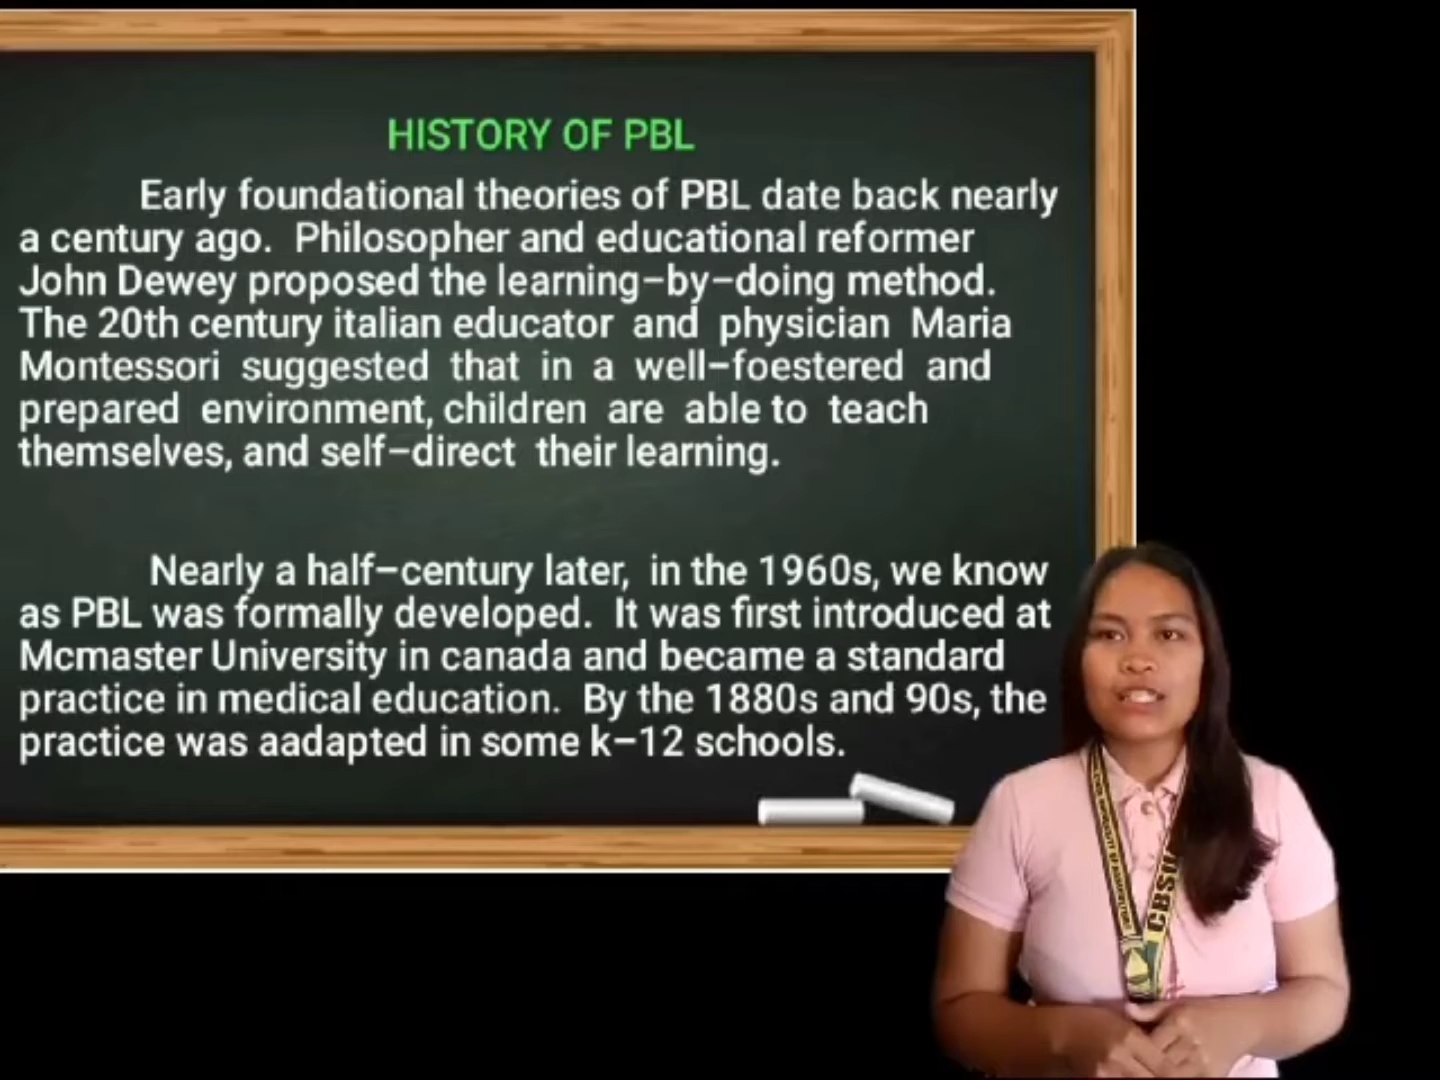 HISTORY OF PBL
Early foundational theories of PBL date back nearly
a century ago. Philosopher and educational reformer
John Dewey proposed the learning-by-doing method.
The 20th century italian educator and physician Maria
Montessori suggested that in a well-foestered and
prepared environment, children are able to teach
themselves, and self-direct their learning.
Nearly a half-century later, in the 1960s, we know
as PBL was formally developed. It was first introduced at
Mcmaster University in canada and became a standard
practice in medical education. By the 1880s and 90s, the
practice was aadapted in some k-12 schools.